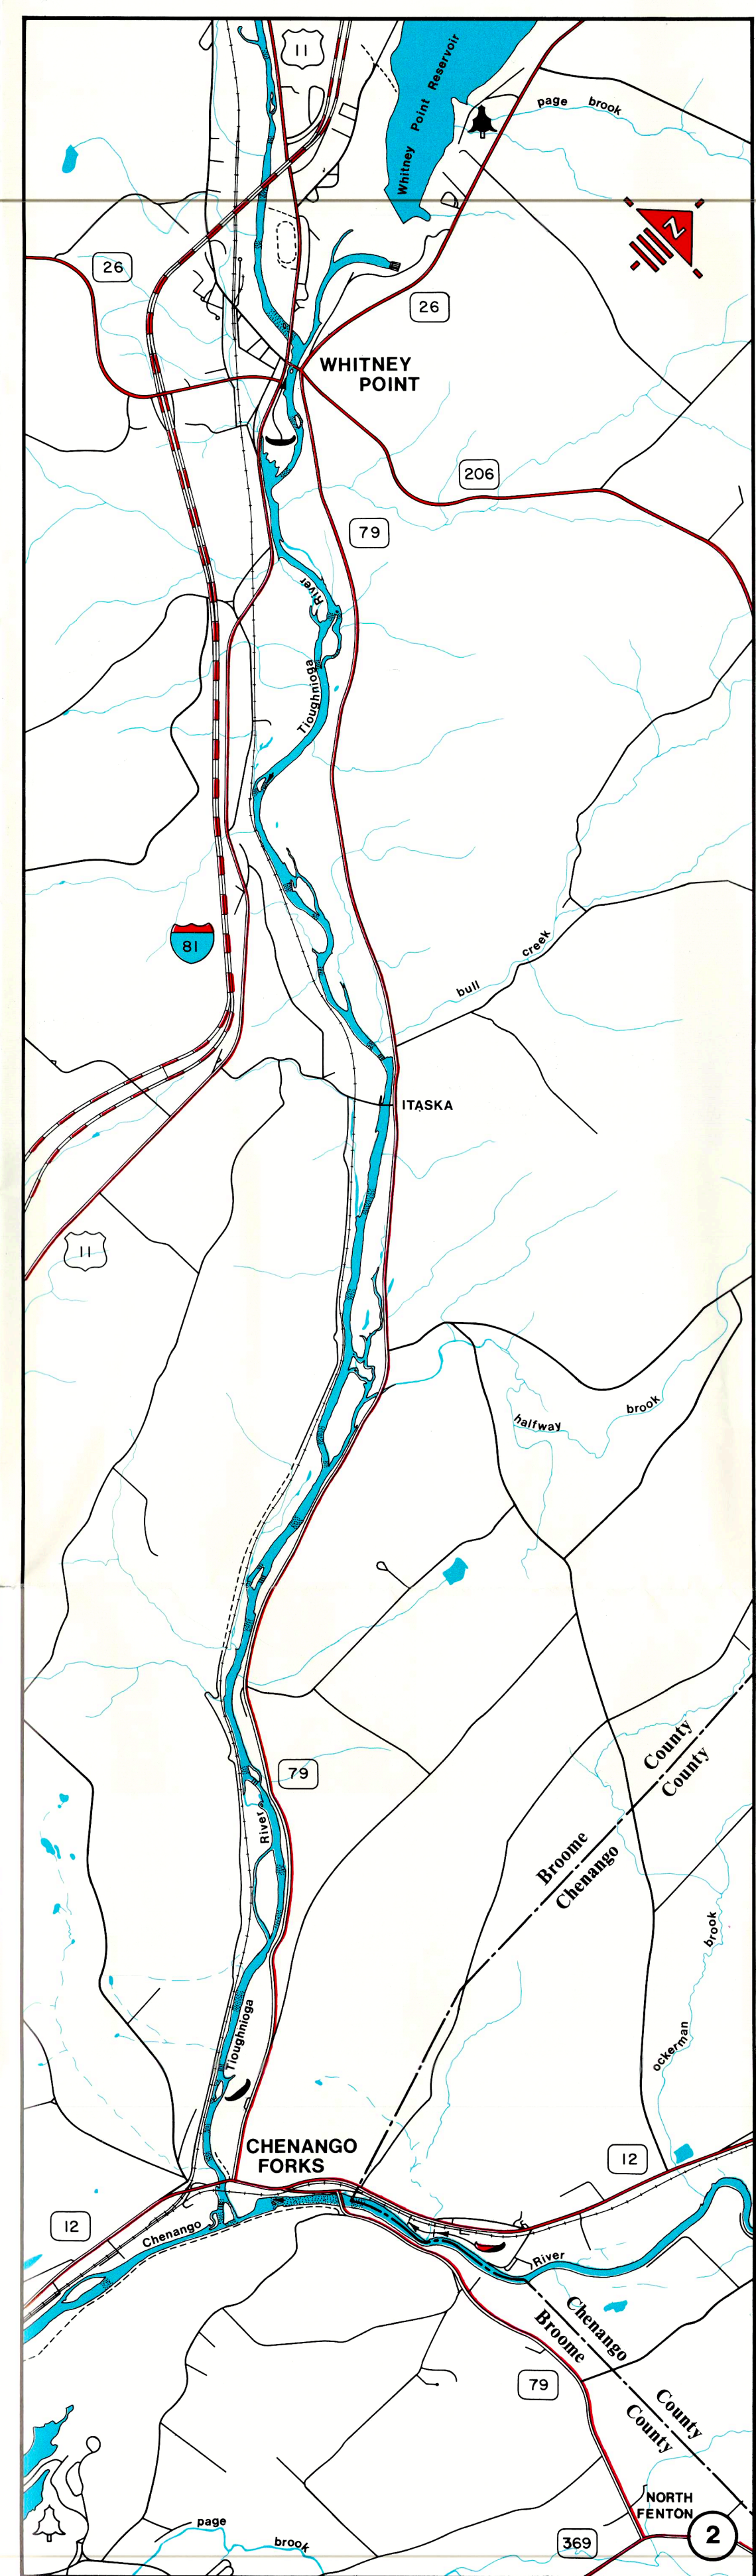 11
Whitney Point Reservoir
page brook
N
26
26
WHITNEY
POINT
206
79
River
Tioughnioga
81
creek
bull
ITASKA
11
halfway
brook
County
County
79
River
Broome
Chenango
brook
Tioughnioga
ockerman
CHENANGO
FORKS
12
12
Chenango
River
Chenango
Broome
79
County
County
NORTH
FENTON
2
page
brook
369